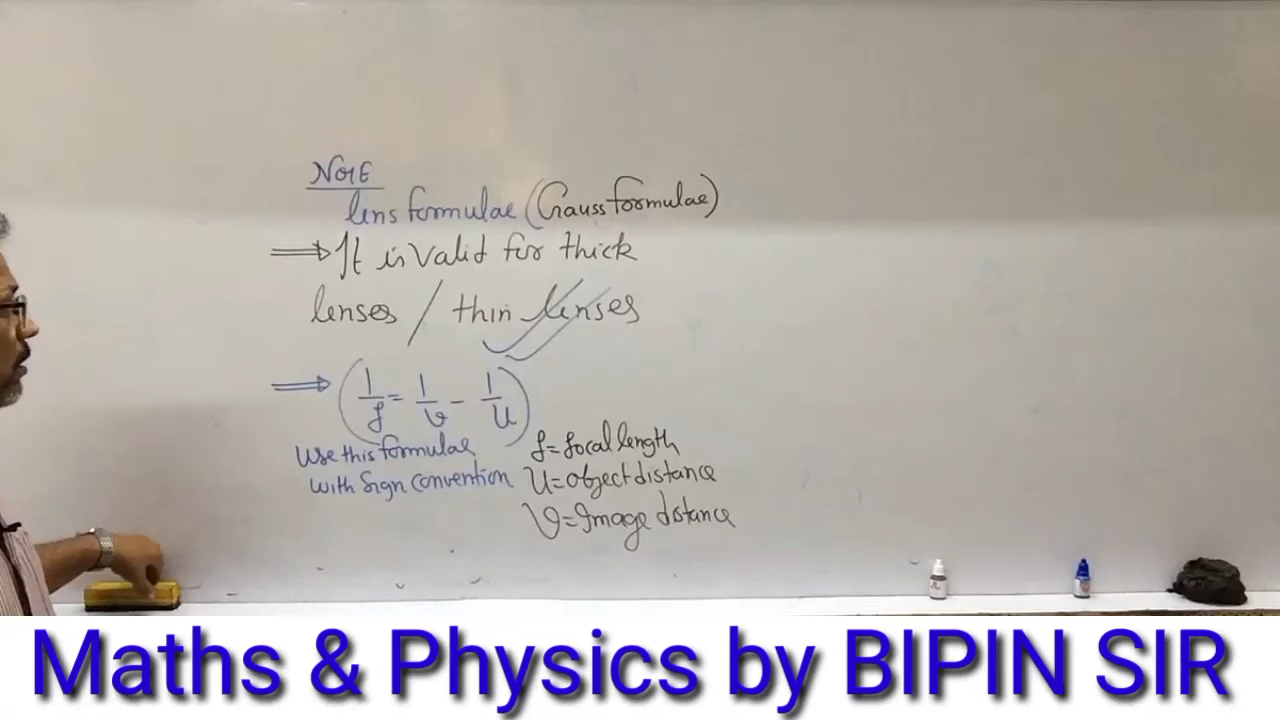 NOTE
lens formulae (Gauss formulae)
⇒ It is valid for thick
lenses / thin lenses
⇒ (1/f = 1/v - 1/u)
Use this formulae
with sign convention
f = focal length
U = object distance
V = Image distance
Maths & Physics by BIPIN SIR